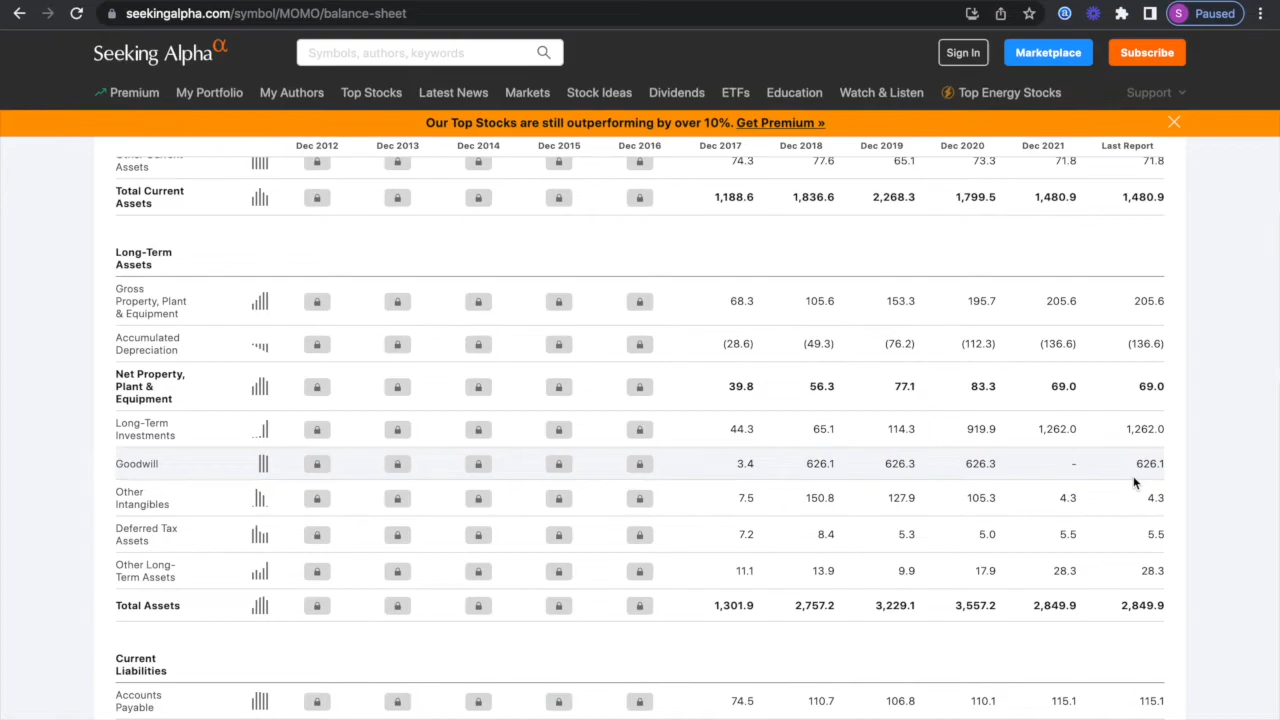 seekingalpha.com/symbol/MOMO/balance-sheet
S Paused
Seeking Alpha α
Symbols, authors, keywords
Sign In
Marketplace
Subscribe
Premium My Portfolio My Authors Top Stocks Latest News Markets Stock Ideas Dividends ETFs Education Watch & Listen Top Energy Stocks Support
Our Top Stocks are still outperforming by over 10%. Get Premium »
Dec 2012 Dec 2013 Dec 2014 Dec 2015 Dec 2016 Dec 2017 Dec 2018 Dec 2019 Dec 2020 Dec 2021 Last Report
Other Current
Assets 74.3 77.6 65.1 73.3 71.8 71.8
Total Current
Assets 1,188.6 1,836.6 2,268.3 1,799.5 1,480.9 1,480.9
Long-Term
Assets
Gross
Property, Plant
& Equipment 68.3 105.6 153.3 195.7 205.6 205.6
Accumulated
Depreciation (28.6) (49.3) (76.2) (112.3) (136.6) (136.6)
Net Property,
Plant &
Equipment 39.8 56.3 77.1 83.3 69.0 69.0
Long-Term
Investments 44.3 65.1 114.3 919.9 1,262.0 1,262.0
Goodwill 3.4 626.1 626.3 626.3 - 626.1
Other
Intangibles 7.5 150.8 127.9 105.3 4.3 4.3
Deferred Tax
Assets 7.2 8.4 5.3 5.0 5.5 5.5
Other Long-
Term Assets 11.1 13.9 9.9 17.9 28.3 28.3
Total Assets 1,301.9 2,757.2 3,229.1 3,557.2 2,849.9 2,849.9
Current
Liabilities
Accounts
Payable 74.5 110.7 106.8 110.1 115.1 115.1